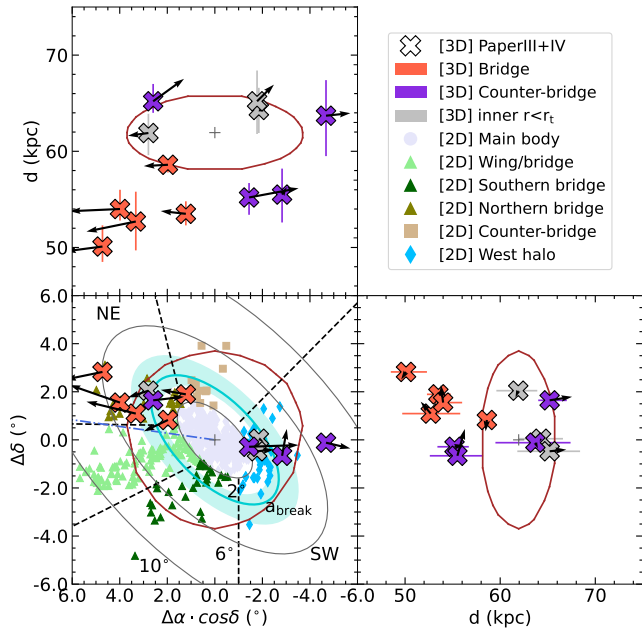 75
70
65
60
55
50
6.0
d (kpc)
[3D] PaperIII+IV
[3D] Bridge
[3D] Counter-bridge
[3D] inner r<r_t
[2D] Main body
[2D] Wing/bridge
[2D] Southern bridge
[2D] Northern bridge
[2D] Counter-bridge
[2D] West halo
NE
4.0
2.0
0.0
−2.0
−4.0
−6.0
Δδ (°)
2°
a_break
6°
SW
10°
6.0 4.0 2.0 0.0 −2.0 −4.0 −6
Δα · cosδ (°)
50 60 70
d (kpc)